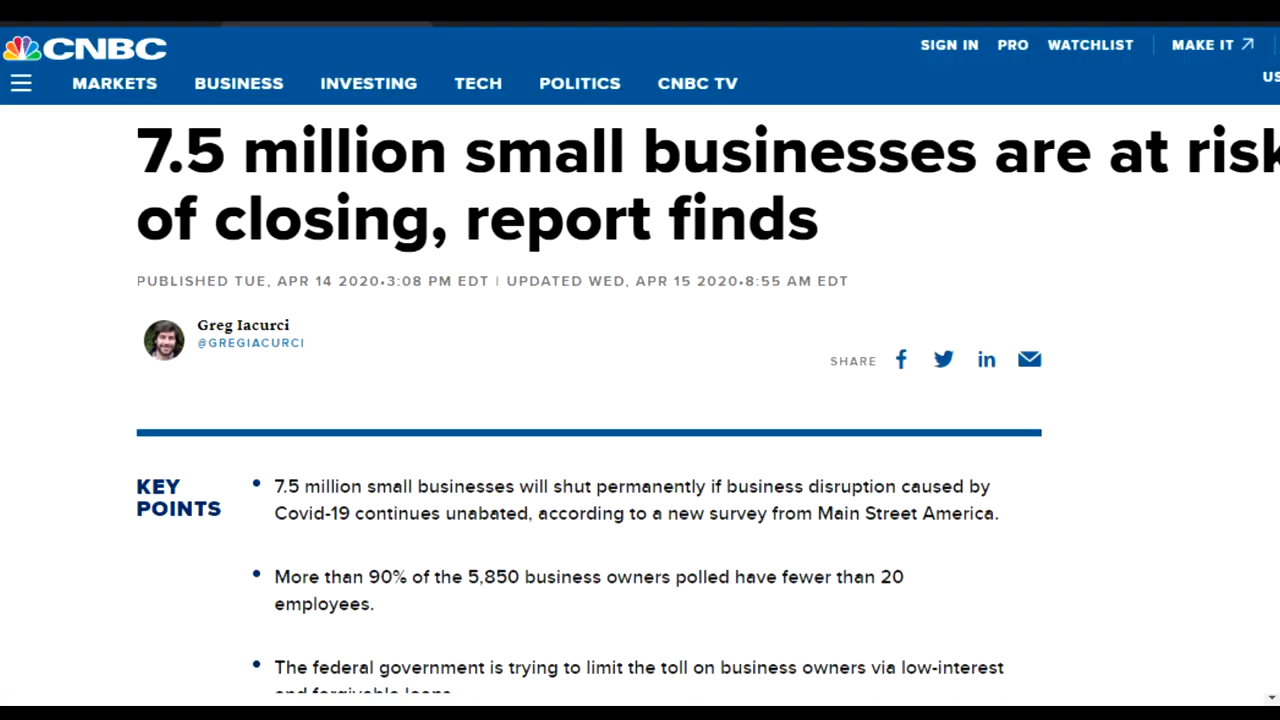 CNBC
SIGN IN PRO WATCHLIST MAKE IT
MARKETS BUSINESS INVESTING TECH POLITICS CNBC TV
US
7.5 million small businesses are at risk
of closing, report finds
PUBLISHED TUE, APR 14 2020•3:08 PM EDT | UPDATED WED, APR 15 2020•8:55 AM EDT
Greg Iacurci
@GREGIACURCI
SHARE
KEY
POINTS
7.5 million small businesses will shut permanently if business disruption caused by
Covid-19 continues unabated, according to a new survey from Main Street America.
More than 90% of the 5,850 business owners polled have fewer than 20
employees.
The federal government is trying to limit the toll on business owners via low-interest
and forgivable loans